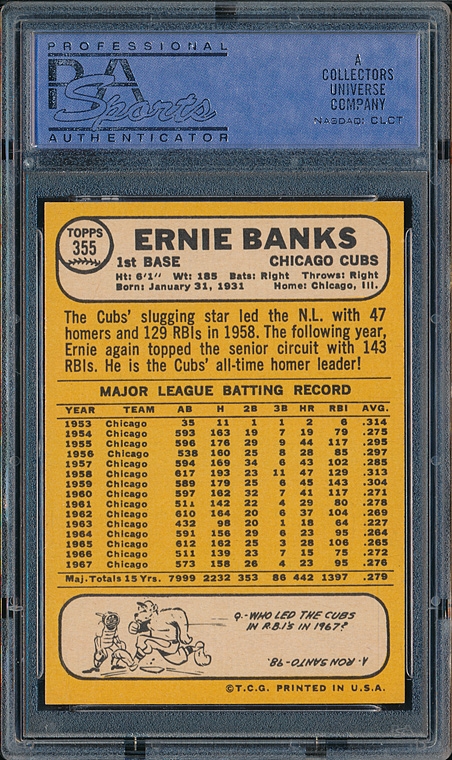 PROFESSIONAL
PSA
Sports
AUTHENTICATOR
A
COLLECTORS
UNIVERSE
COMPANY
NASDAQ: CLCT
TOPPS
355
ERNIE BANKS
1st BASE CHICAGO CUBS
Ht: 6'1" Wt: 185 Bats: Right Throws: Right
Born: January 31, 1931 Home: Chicago, Ill.
The Cubs' slugging star led the N.L. with 47
homers and 129 RBIs in 1958. The following year,
Ernie again topped the senior circuit with 143
RBIs. He is the Cubs' all-time homer leader!
MAJOR LEAGUE BATTING RECORD
YEAR TEAM AB H 2B 3B HR RBI AVG.
1953 Chicago 35 11 1 1 2 6 .314
1954 Chicago 593 163 19 7 19 79 .275
1955 Chicago 596 176 29 9 44 117 .295
1956 Chicago 538 160 25 8 28 85 .297
1957 Chicago 594 169 34 6 43 102 .285
1958 Chicago 617 193 23 11 47 129 .313
1959 Chicago 589 179 25 6 45 143 .304
1960 Chicago 597 162 32 7 41 117 .271
1961 Chicago 511 142 22 4 29 80 .278
1962 Chicago 610 164 20 6 37 104 .269
1963 Chicago 432 98 20 1 18 64 .227
1964 Chicago 591 156 29 6 23 95 .264
1965 Chicago 612 162 25 3 28 106 .265
1966 Chicago 511 139 23 7 15 75 .272
1967 Chicago 573 158 26 4 23 95 .276
Maj. Totals 15 Yrs. 7999 2232 353 86 442 1397 .279
Q.-WHO LED THE CUBS
IN R.B.I'S IN 1967?
A. RON SANTO-98.
©T.C.G. PRINTED IN U.S.A.